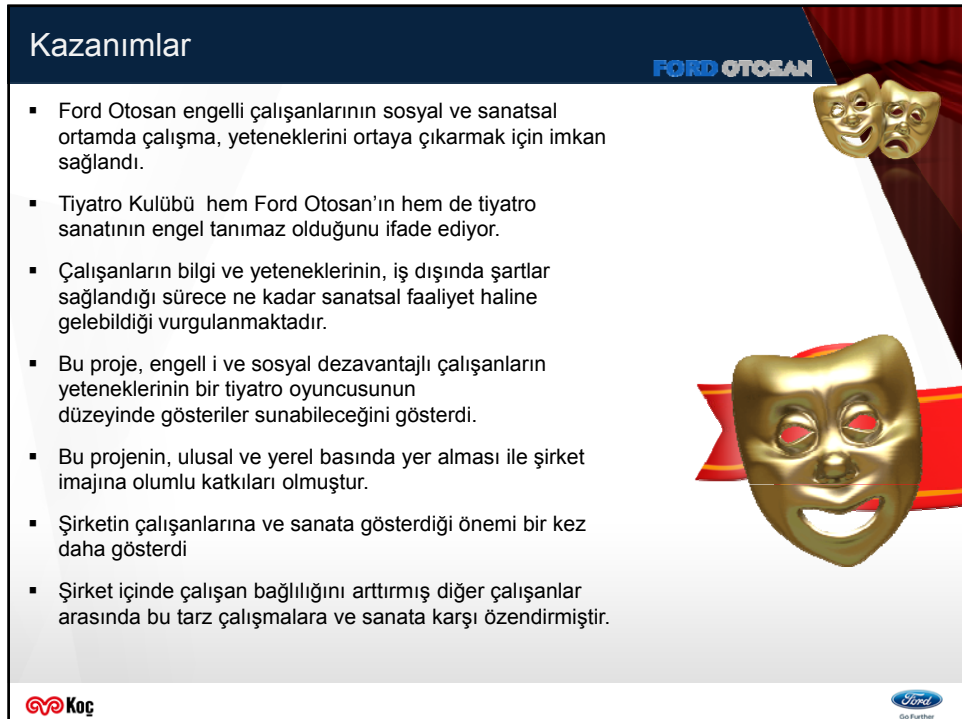 Kazanımlar
FORD OTOSAN
▪ Ford Otosan engelli çalışanlarının sosyal ve sanatsal
ortamda çalışma, yeteneklerini ortaya çıkarmak için imkan
sağlandı.
▪ Tiyatro Kulübü  hem Ford Otosan’ın hem de tiyatro
sanatının engel tanımaz olduğunu ifade ediyor.
▪ Çalışanların bilgi ve yeteneklerinin, iş dışında şartlar
sağlandığı sürece ne kadar sanatsal faaliyet haline
gelebildiği vurgulanmaktadır.
▪ Bu proje, engell i ve sosyal dezavantajlı çalışanların
yeteneklerinin bir tiyatro oyuncusunun
düzeyinde gösteriler sunabileceğini gösterdi.
▪ Bu projenin, ulusal ve yerel basında yer alması ile şirket
imajına olumlu katkıları olmuştur.
▪ Şirketin çalışanlarına ve sanata gösterdiği önemi bir kez
daha gösterdi
▪ Şirket içinde çalışan bağlılığını arttırmış diğer çalışanlar
arasında bu tarz çalışmalara ve sanata karşı özendirmiştir.
Koç
Ford
Go Further